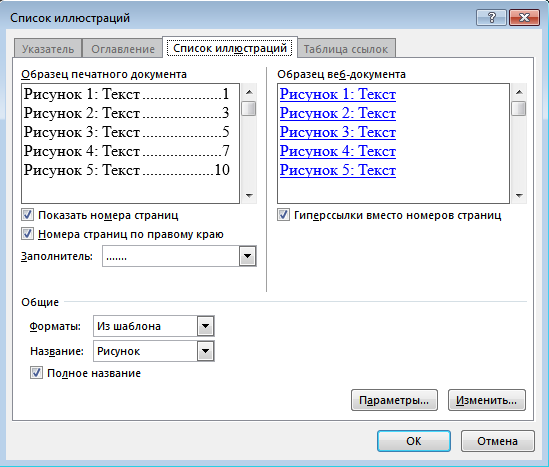 Список иллюстраций
Указатель Оглавление Список иллюстраций Таблица ссылок
Образец печатного документа
Рисунок 1: Текст....................1
Рисунок 2: Текст....................3
Рисунок 3: Текст....................5
Рисунок 4: Текст....................7
Рисунок 5: Текст..................10
Показать номера страниц
Номера страниц по правому краю
Заполнитель: .......
Образец веб-документа
Рисунок 1: Текст
Рисунок 2: Текст
Рисунок 3: Текст
Рисунок 4: Текст
Рисунок 5: Текст
Гиперссылки вместо номеров страниц
Общие
Форматы: Из шаблона
Название: Рисунок
Полное название
Параметры... Изменить...
ОК Отмена